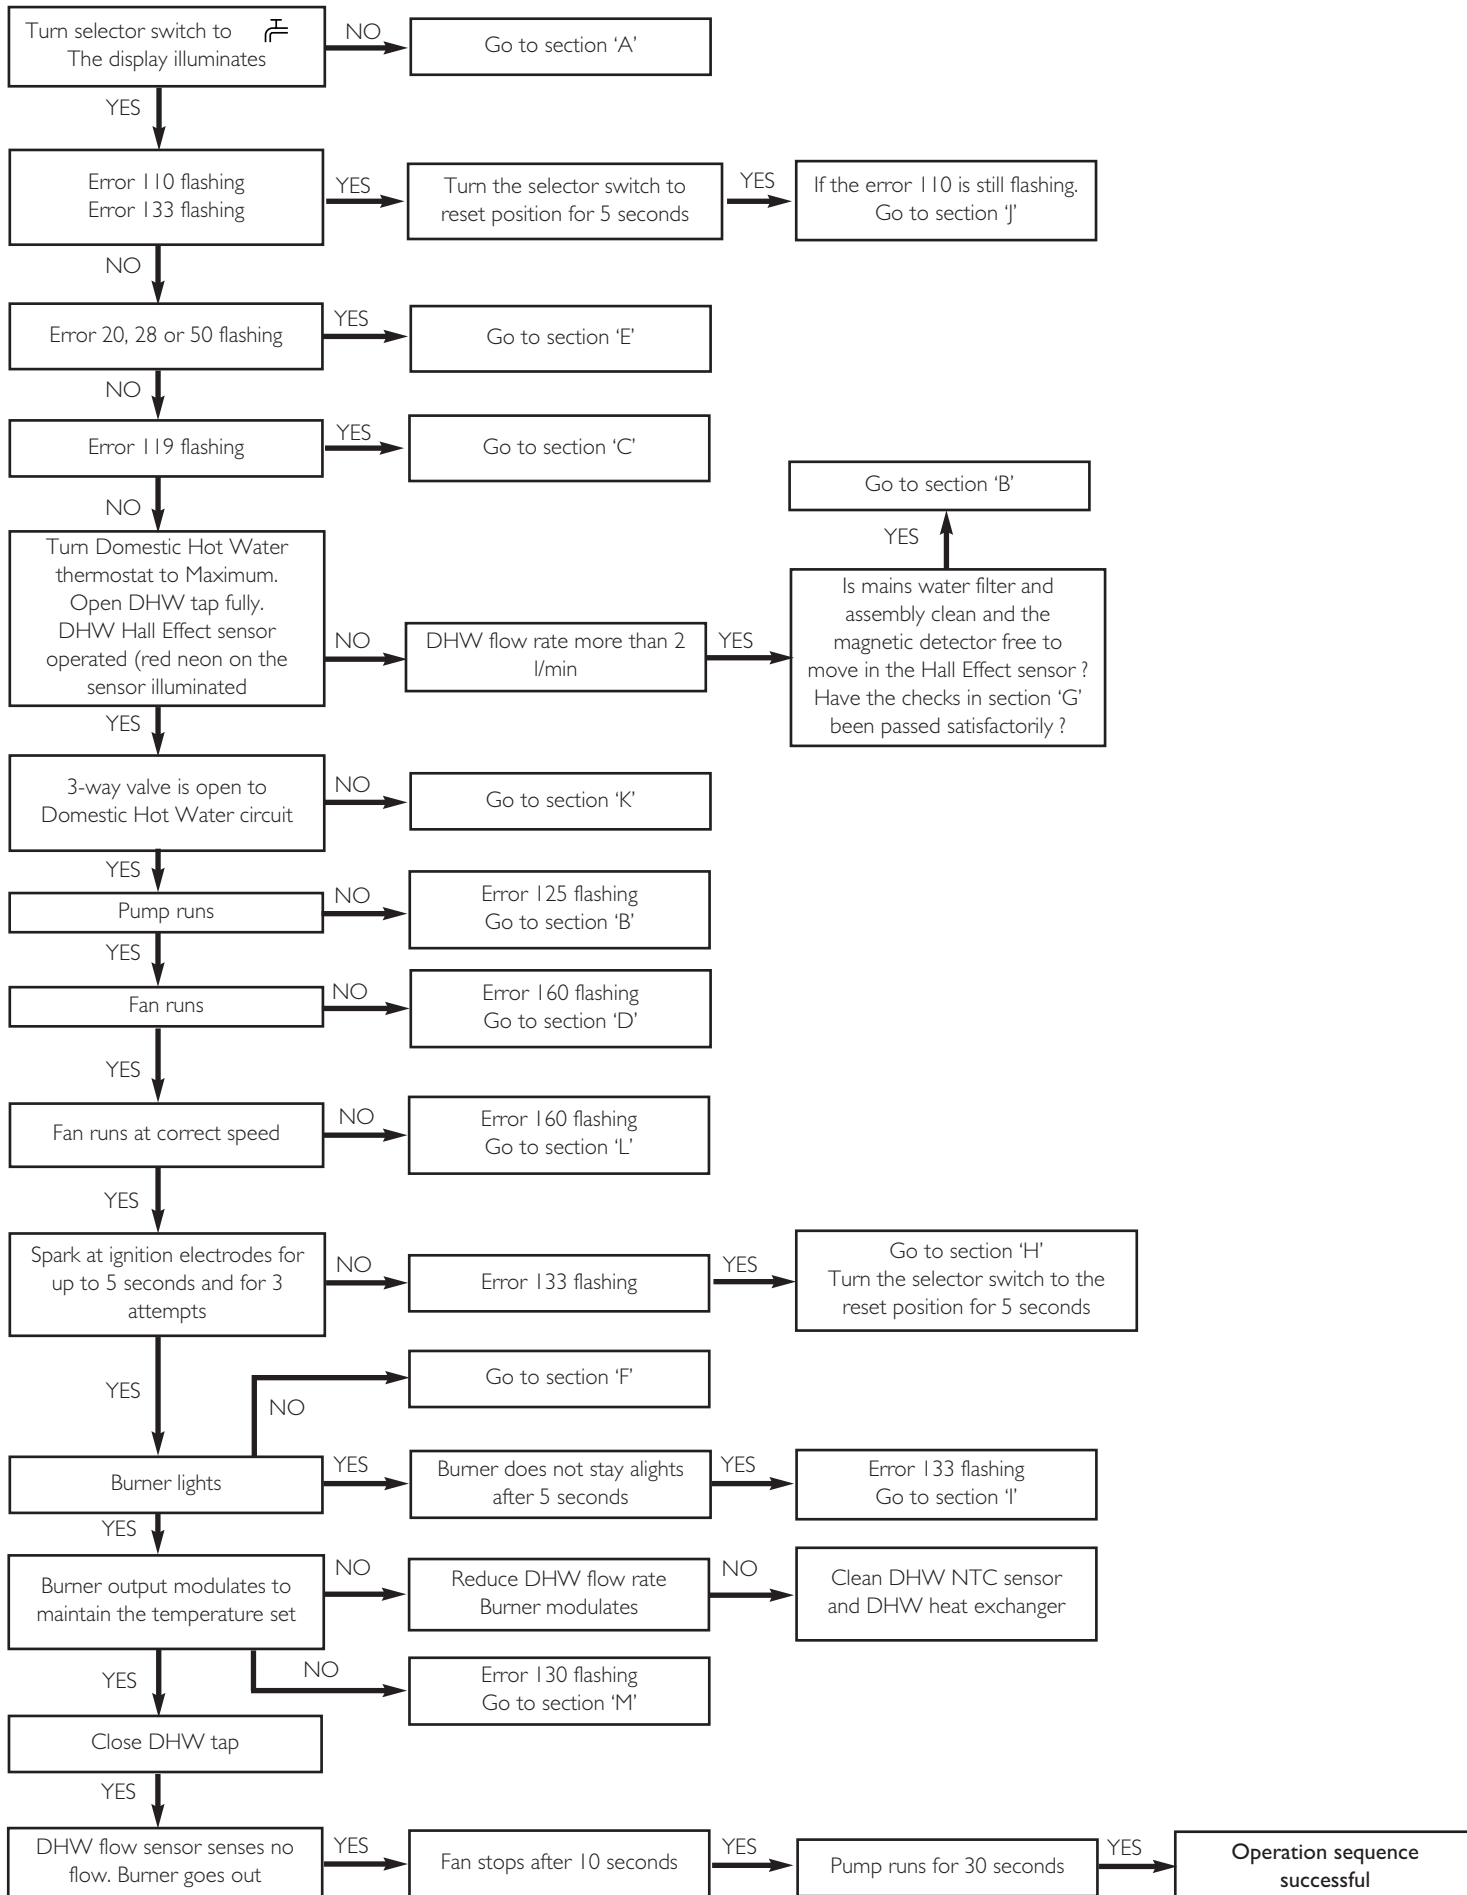 Turn selector switch to
The display illuminates
NO
Go to section ‘A’
YES
Error 110 flashing
Error 133 flashing
YES
Turn the selector switch to
reset position for 5 seconds
YES
If the error 110 is still flashing.
Go to section ‘J’
NO
Error 20, 28 or 50 flashing
YES
Go to section ‘E’
NO
Error 119 flashing
YES
Go to section ‘C’
NO
Go to section ‘B’
YES
Turn Domestic Hot Water
thermostat to Maximum.
Open DHW tap fully.
DHW Hall Effect sensor
operated (red neon on the
sensor illuminated
NO
DHW flow rate more than 2
l/min
YES
Is mains water filter and
assembly clean and the
magnetic detector free to
move in the Hall Effect sensor ?
Have the checks in section ‘G’
been passed satisfactorily ?
YES
3-way valve is open to
Domestic Hot Water circuit
NO
Go to section ‘K’
YES
Pump runs
NO
Error 125 flashing
Go to section ‘B’
YES
Fan runs
NO
Error 160 flashing
Go to section ‘D’
YES
Fan runs at correct speed
NO
Error 160 flashing
Go to section ‘L’
YES
Spark at ignition electrodes for
up to 5 seconds and for 3
attempts
NO
Error 133 flashing
YES
Go to section ‘H’
Turn the selector switch to the
reset position for 5 seconds
YES
NO
Go to section ‘F’
Burner lights
YES
Burner does not stay alights
after 5 seconds
YES
Error 133 flashing
Go to section ‘I’
YES
Burner output modulates to
maintain the temperature set
NO
Reduce DHW flow rate
Burner modulates
NO
Clean DHW NTC sensor
and DHW heat exchanger
YES
NO
Error 130 flashing
Go to section ‘M’
Close DHW tap
YES
DHW flow sensor senses no
flow. Burner goes out
YES
Fan stops after 10 seconds
YES
Pump runs for 30 seconds
YES
Operation sequence
successful